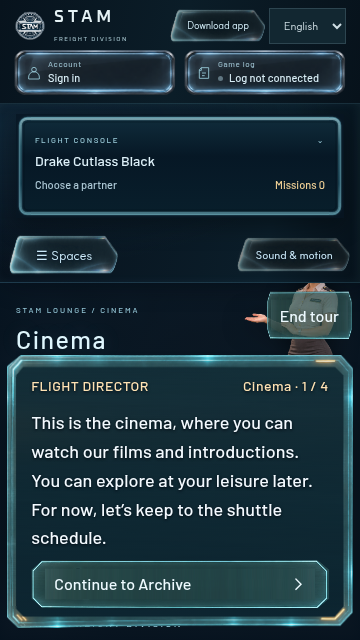 STAM
FREIGHT DIVISION
Download app
English
Account
Sign in
Game log
Log not connected
FLIGHT CONSOLE
Drake Cutlass Black
Choose a partner
Missions 0
☰ Spaces
Sound & motion
STAM LOUNGE / CINEMA
End tour
Cinema
FLIGHT DIRECTOR
Cinema · 1 / 4
This is the cinema, where you can
watch our films and introductions.
You can explore at your leisure later.
For now, let’s keep to the shuttle
schedule.
Continue to Archive